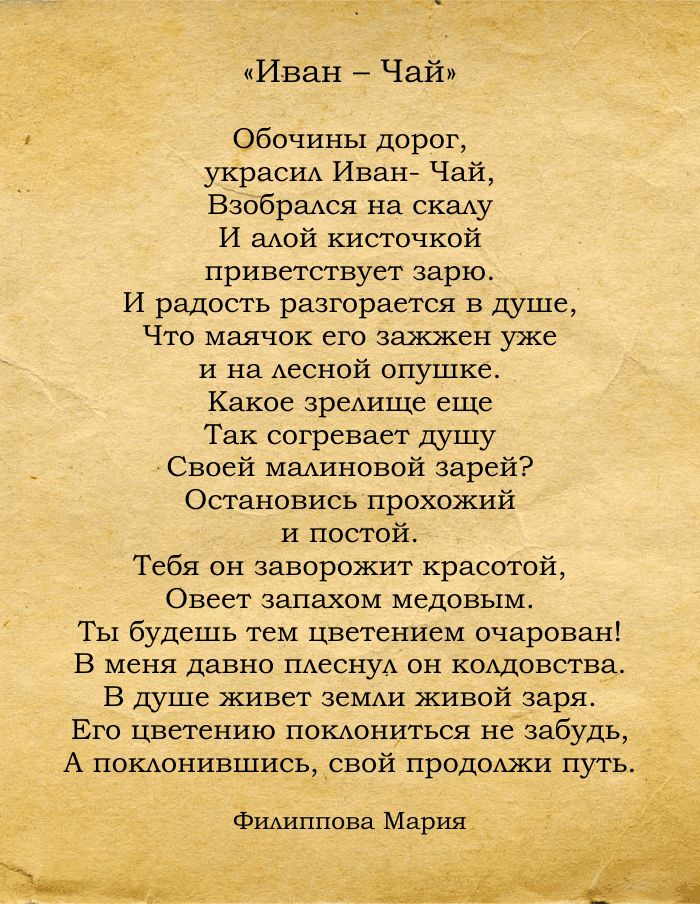 «Иван – Чай»
Обочины дорог,
украсил Иван- Чай,
Взобрался на скалу
И алой кисточкой
приветствует зарю.
И радость разгорается в душе,
Что маячок его зажжен уже
и на лесной опушке.
Какое зрелище еще
Так согревает душу
Своей малиновой зарей?
Остановись прохожий
и постой.
Тебя он заворожит красотой,
Овеет запахом медовым.
Ты будешь тем цветением очарован!
В меня давно плеснул он колдовства.
В душе живет земли живой заря.
Его цветению поклониться не забудь,
А поклонившись, свой продолжи путь.
Филиппова Мария